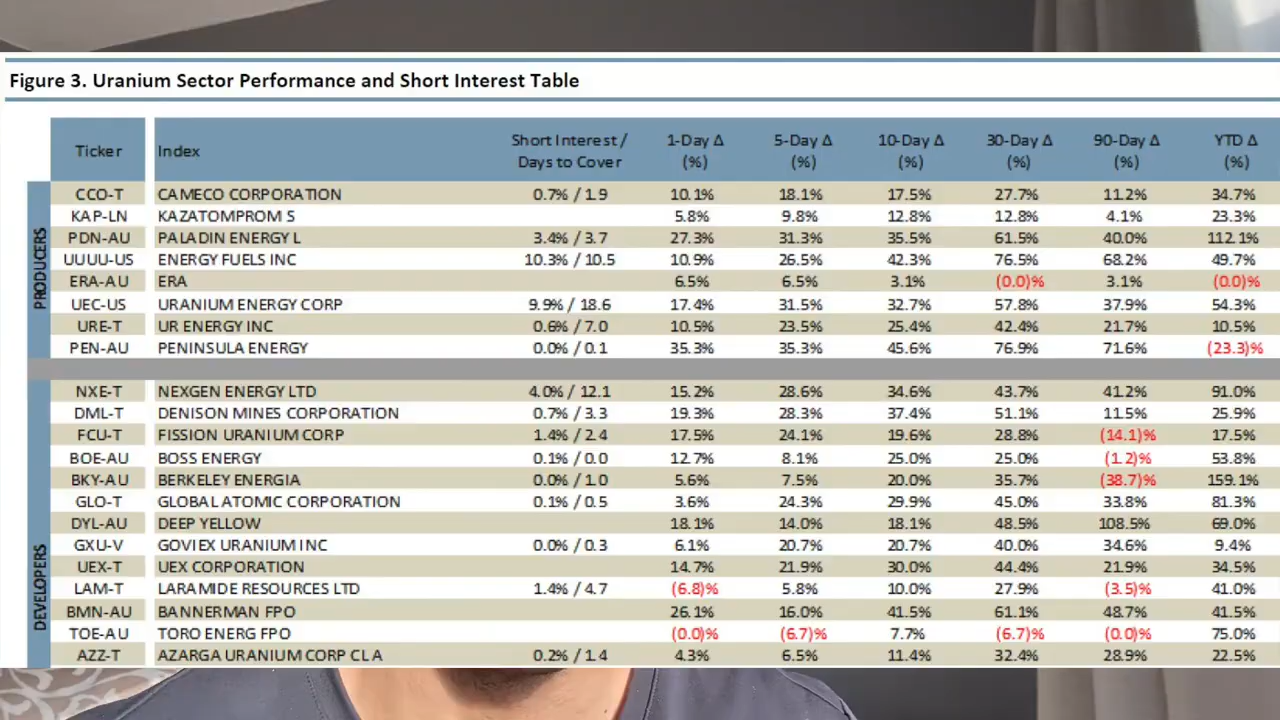 Figure 3. Uranium Sector Performance and Short Interest Table
Ticker Index Short Interest / Days to Cover 1-Day Δ (%) 5-Day Δ (%) 10-Day Δ (%) 30-Day Δ (%) 90-Day Δ (%) YTD Δ (%)
PRODUCERS
CCO-T CAMECO CORPORATION 0.7% / 1.9 10.1% 18.1% 17.5% 27.7% 11.2% 34.7%
KAP-LN KAZATOMPROM S 5.8% 9.8% 12.8% 12.8% 4.1% 23.3%
PDN-AU PALADIN ENERGY L 3.4% / 3.7 27.3% 31.3% 35.5% 61.5% 40.0% 112.1%
UUUU-US ENERGY FUELS INC 10.3% / 10.5 10.9% 26.5% 42.3% 76.5% 68.2% 49.7%
ERA-AU ERA 6.5% 6.5% 3.1% (0.0)% 3.1% (0.0)%
UEC-US URANIUM ENERGY CORP 9.9% / 18.6 17.4% 31.5% 32.7% 57.8% 37.9% 54.3%
URE-T UR ENERGY INC 0.6% / 7.0 10.5% 23.5% 25.4% 42.4% 21.7% 10.5%
PEN-AU PENINSULA ENERGY 0.0% / 0.1 35.3% 35.3% 45.6% 76.9% 71.6% (23.3)%
DEVELOPERS
NXE-T NEXGEN ENERGY LTD 4.0% / 12.1 15.2% 28.6% 34.6% 43.7% 41.2% 91.0%
DML-T DENISON MINES CORPORATION 0.7% / 3.3 19.3% 28.3% 37.4% 51.1% 11.5% 25.9%
FCU-T FISSION URANIUM CORP 1.4% / 2.4 17.5% 24.1% 19.6% 28.8% (14.1)% 17.5%
BOE-AU BOSS ENERGY 0.1% / 0.0 12.7% 8.1% 25.0% 25.0% (1.2)% 53.8%
BKY-AU BERKELEY ENERGIA 0.0% / 1.0 5.6% 7.5% 20.0% 35.7% (38.7)% 159.1%
GLO-T GLOBAL ATOMIC CORPORATION 0.1% / 0.5 3.6% 24.3% 29.9% 45.0% 33.8% 81.3%
DYL-AU DEEP YELLOW 18.1% 14.0% 18.1% 48.5% 108.5% 69.0%
GXU-V GOVIEX URANIUM INC 0.0% / 0.3 6.1% 20.7% 20.7% 40.0% 34.6% 9.4%
UEX-T UEX CORPORATION 14.7% 21.9% 30.0% 44.4% 21.9% 34.5%
LAM-T LARAMIDE RESOURCES LTD 1.4% / 4.7 (6.8)% 5.8% 10.0% 27.9% (3.5)% 41.0%
BMN-AU BANNERMAN FPO 26.1% 16.0% 41.5% 61.1% 48.7% 41.5%
TOE-AU TORO ENERG FPO (0.0)% (6.7)% 7.7% (6.7)% (0.0)% 75.0%
AZZ-T AZARGA URANIUM CORP CL A 0.2% / 1.4 4.3% 6.5% 11.4% 32.4% 28.9% 22.5%